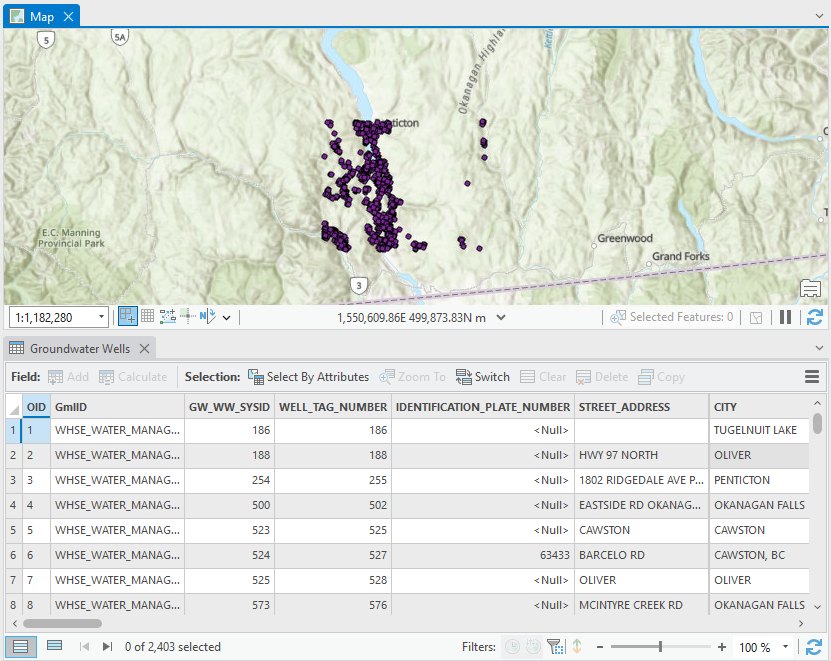 Map
5
5A
Okanagan Highla
Kettl
nticton
E.C. Manning
Provincial Park
Greenwood
Grand Forks
3
1:1,182,280
N
1,550,609.86E 499,873.83N m
Selected Features: 0
Groundwater Wells
Field: Add Calculate Selection: Select By Attributes Zoom To Switch Clear Delete Copy
OID GmlID GW_WW_SYSID WELL_TAG_NUMBER IDENTIFICATION_PLATE_NUMBER STREET_ADDRESS CITY
1 1 WHSE_WATER_MANAG... 186 186 <Null> TUGELNUIT LAKE
2 2 WHSE_WATER_MANAG... 188 188 <Null> HWY 97 NORTH OLIVER
3 3 WHSE_WATER_MANAG... 254 255 <Null> 1802 RIDGEDALE AVE P... PENTICTON
4 4 WHSE_WATER_MANAG... 500 502 <Null> EASTSIDE RD OKANAG... OKANAGAN FALLS
5 5 WHSE_WATER_MANAG... 523 525 <Null> CAWSTON CAWSTON
6 6 WHSE_WATER_MANAG... 524 527 63433 BARCELO RD CAWSTON, BC
7 7 WHSE_WATER_MANAG... 525 528 <Null> OLIVER OLIVER
8 8 WHSE_WATER_MANAG... 573 576 <Null> MCINTYRE CREEK RD OKANAGAN FALLS
0 of 2,403 selected
Filters:
100 %